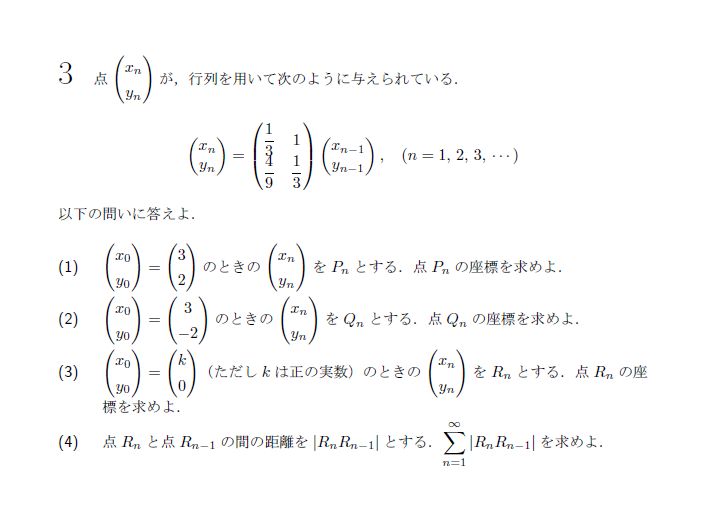 3 点 \begin{pmatrix} x_n \\ y_n \end{pmatrix} が，行列を用いて次のように与えられている．
\begin{pmatrix} x_n \\ y_n \end{pmatrix} = \begin{pmatrix} \frac{1}{3} & 1 \\ \frac{4}{9} & \frac{1}{3} \end{pmatrix} \begin{pmatrix} x_{n-1} \\ y_{n-1} \end{pmatrix}, (n = 1, 2, 3, \cdots)
以下の問いに答えよ．
(1) \begin{pmatrix} x_0 \\ y_0 \end{pmatrix} = \begin{pmatrix} 3 \\ 2 \end{pmatrix} のときの \begin{pmatrix} x_n \\ y_n \end{pmatrix} を P_n とする．点 P_n の座標を求めよ．
(2) \begin{pmatrix} x_0 \\ y_0 \end{pmatrix} = \begin{pmatrix} 3 \\ -2 \end{pmatrix} のときの \begin{pmatrix} x_n \\ y_n \end{pmatrix} を Q_n とする．点 Q_n の座標を求めよ．
(3) \begin{pmatrix} x_0 \\ y_0 \end{pmatrix} = \begin{pmatrix} k \\ 0 \end{pmatrix}（ただし k は正の実数）のときの \begin{pmatrix} x_n \\ y_n \end{pmatrix} を R_n とする．点 R_n の座
標を求めよ．
(4) 点 R_n と点 R_{n-1} の間の距離を |R_nR_{n-1}| とする．\sum_{n=1}^{\infty} |R_nR_{n-1}| を求めよ．